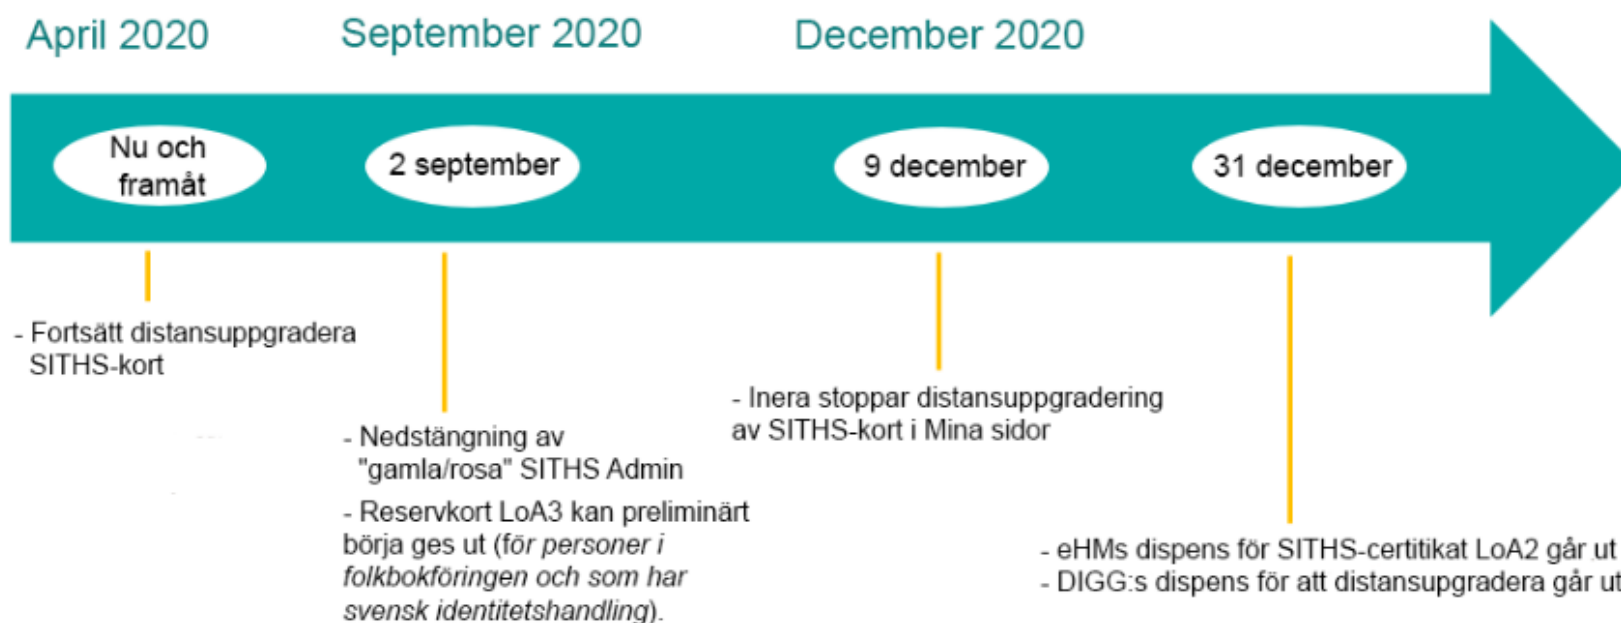 April 2020
September 2020
December 2020
Nu och
framåt
2 september
9 december
31 december
- Fortsätt distansuppgradera
SITHS-kort
- Nedstängning av
"gamla/rosa" SITHS Admin
- Reservkort LoA3 kan preliminärt
börja ges ut (för personer i
folkbokföringen och som har
svensk identitetshandling).
- Inera stoppar distansuppgradering
av SITHS-kort i Mina sidor
- eHMs dispens för SITHS-certitikat LoA2 går ut
- DIGG:s dispens för att distansupgradera går ut